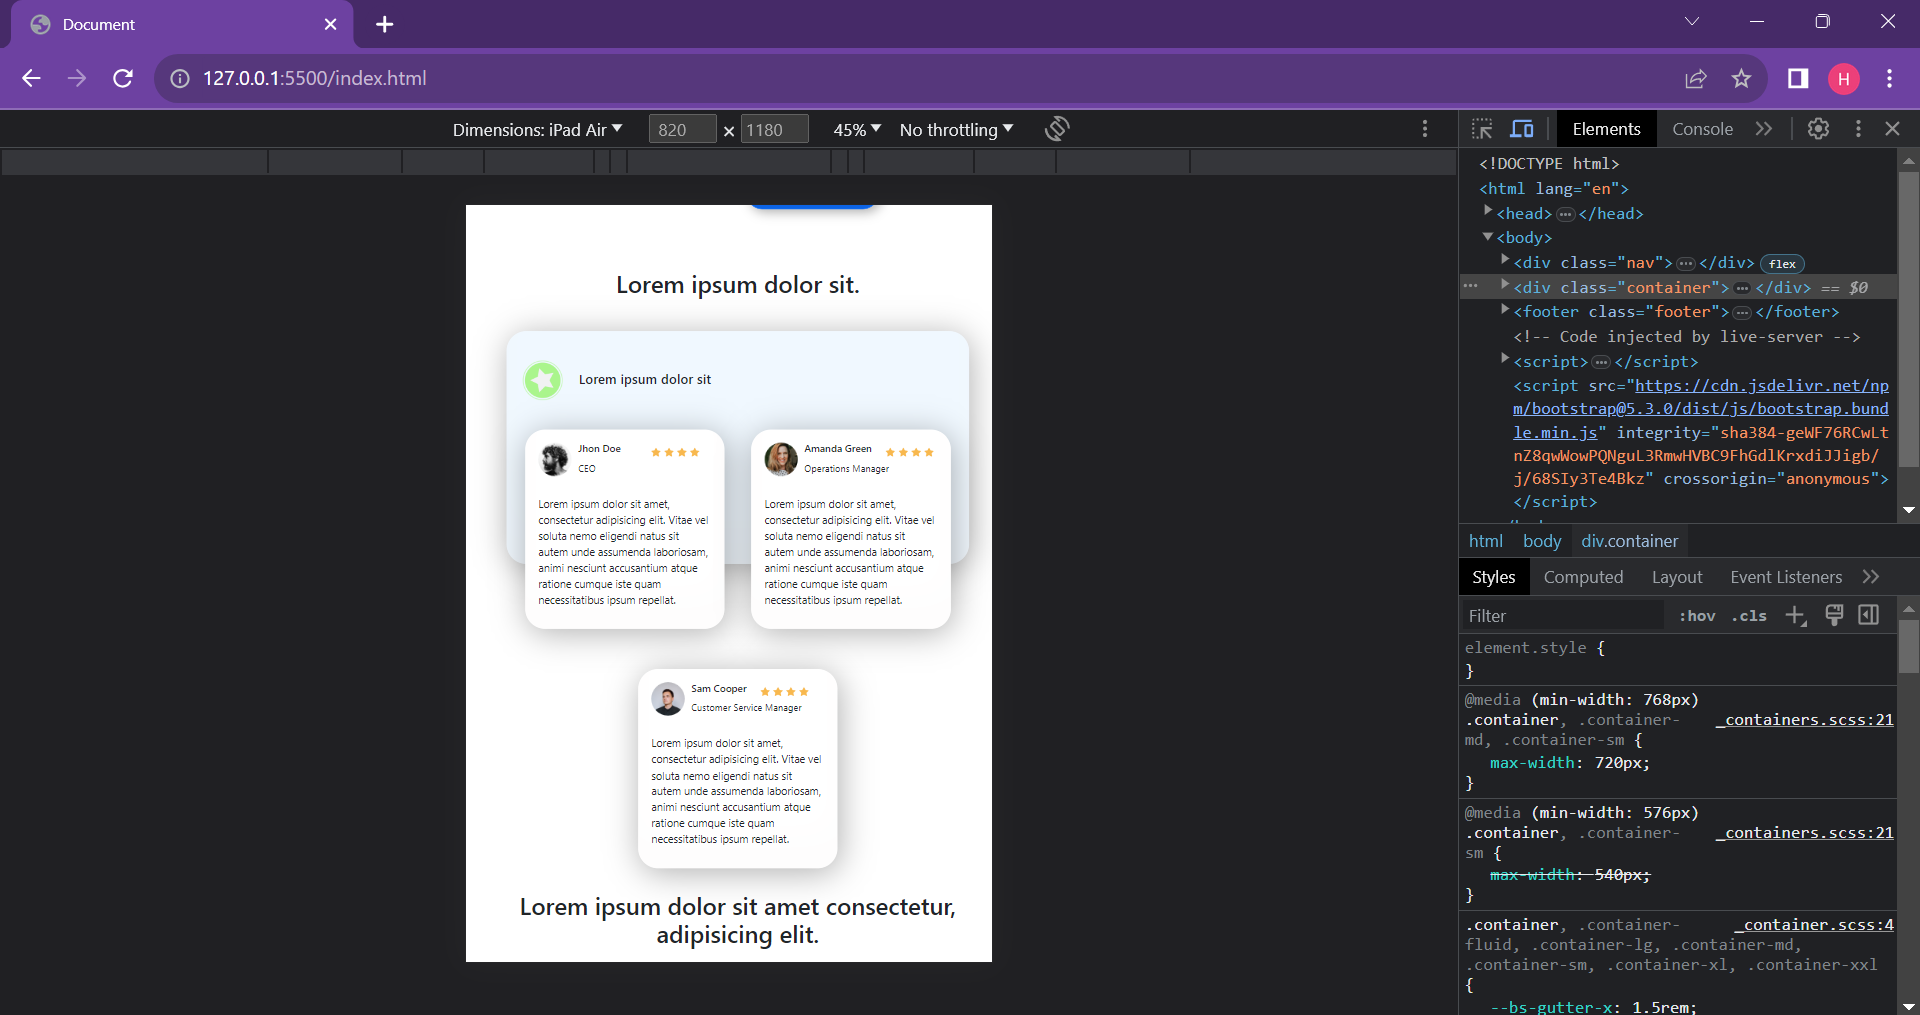 Document
127.0.0.1:5500/index.html
H
Dimensions: iPad Air
820 × 1180
45%
No throttling
Elements
Console
<!DOCTYPE html>
<html lang="en">
<head> ··· </head>
<body>
<div class="nav"> ··· </div> flex
··· <div class="container"> ··· </div> == $0
<footer class="footer"> ··· </footer>
<!-- Code injected by live-server -->
<script> ··· </script>
<script src="https://cdn.jsdelivr.net/np
m/bootstrap@5.3.0/dist/js/bootstrap.bund
le.min.js" integrity="sha384-geWF76RCwLt
nZ8qwWowPQNguL3RmwHVBC9FhGdlKrxdiJJigb/
j/68SIy3Te4Bkz" crossorigin="anonymous">
</script>
html body div.container
Styles Computed Layout Event Listeners
Filter :hov .cls
element.style {
}
@media (min-width: 768px)
.container, .container- _containers.scss:21
md, .container-sm {
max-width: 720px;
}
@media (min-width: 576px)
.container, .container- _containers.scss:21
sm {
max-width: 540px;
}
.container, .container- _container.scss:4
fluid, .container-lg, .container-md,
.container-sm, .container-xl, .container-xxl
{
--bs-gutter-x: 1.5rem;
Lorem ipsum dolor sit.
Lorem ipsum dolor sit
Jhon Doe
CEO
Lorem ipsum dolor sit amet,
consectetur adipisicing elit. Vitae vel
soluta nemo eligendi natus sit
autem unde assumenda laboriosam,
animi nesciunt accusantium atque
ratione cumque iste quam
necessitatibus ipsum repellat.
Amanda Green
Operations Manager
Lorem ipsum dolor sit amet,
consectetur adipisicing elit. Vitae vel
soluta nemo eligendi natus sit
autem unde assumenda laboriosam,
animi nesciunt accusantium atque
ratione cumque iste quam
necessitatibus ipsum repellat.
Sam Cooper
Customer Service Manager
Lorem ipsum dolor sit amet,
consectetur adipisicing elit. Vitae vel
soluta nemo eligendi natus sit
autem unde assumenda laboriosam,
animi nesciunt accusantium atque
ratione cumque iste quam
necessitatibus ipsum repellat.
Lorem ipsum dolor sit amet consectetur,
adipisicing elit.